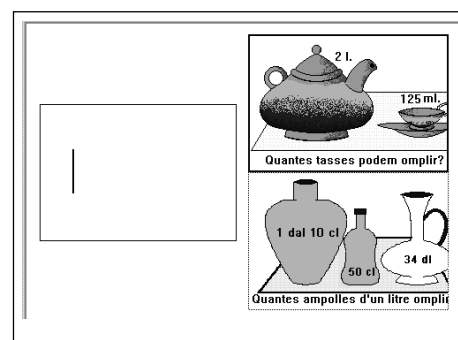 2 l.
125 ml.
Quantes tasses podem omplir?
1 dal 10 cl
50 cl
34 dl
Quantes ampolles d'un litre omplir